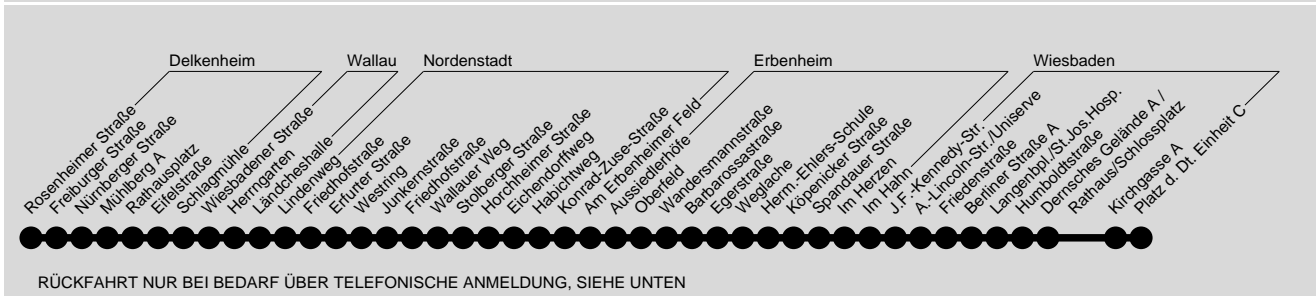 Delkenheim
Wallau
Nordenstadt
Erbenheim
Wiesbaden
Rosenheimer Straße
Freiburger Straße
Nürnberger Straße
Mühlberg A
Rathausplatz
Eifelstraße
Schlagmühle
Wiesbadener Straße
Herrngarten
Ländcheshalle
Lindenweg
Friedhofstraße
Erfurter Straße
Westring
Junkernstraße
Friedhofstraße
Wallauer Weg
Stolberger Straße
Horchheimer Straße
Eichendorffweg
Habichtweg
Konrad-Zuse-Straße
Am Erbenheimer Feld
Aussiedlerhöfe
Oberfeld
Wandersmannstraße
Barbarossastraße
Egerstraße
Weglache
Herm.-Ehlers-Schule
Köpenicker Straße
Spandauer Straße
Im Herzen
Im Hahn
J.F.-Kennedy-Str.
A.-Lincoln-Str./Uniserve
Friedenstraße
Berliner Straße A
Langenbpl./St.Jos.Hosp.
Humboldtstraße
Dernsches Gelände A /
Rathaus/Schlossplatz
Kirchgasse A
Platz d. Dt. Einheit C
RÜCKFAHRT NUR BEI BEDARF ÜBER TELEFONISCHE ANMELDUNG, SIEHE UNTEN